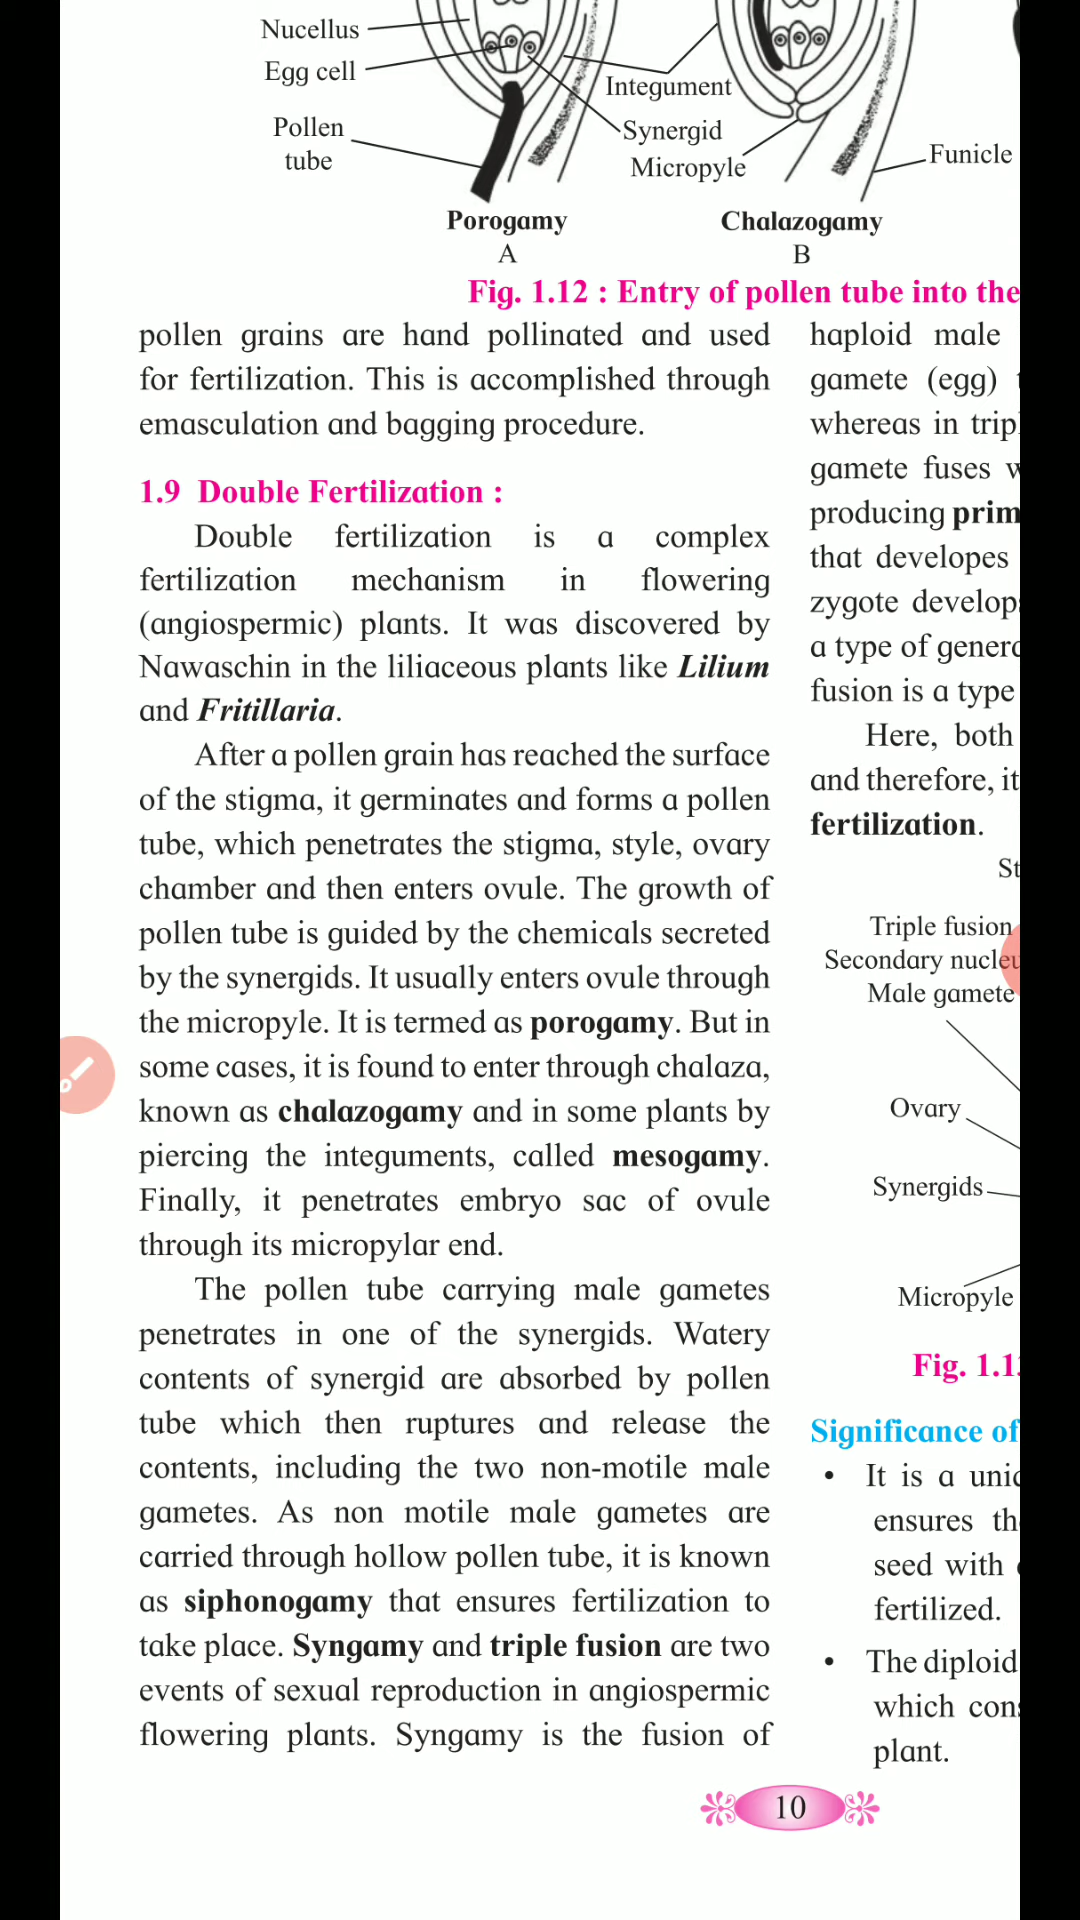 Nucellus
Egg cell
Pollen
tube
Integument
Synergid
Micropyle
Funicle
Porogamy
A
Chalazogamy
B
Fig. 1.12 : Entry of pollen tube into the
pollen grains are hand pollinated and used
for fertilization. This is accomplished through
emasculation and bagging procedure.
1.9 Double Fertilization :
Double fertilization is a complex
fertilization mechanism in flowering
(angiospermic) plants. It was discovered by
Nawaschin in the liliaceous plants like Lilium
and Fritillaria.
After a pollen grain has reached the surface
of the stigma, it germinates and forms a pollen
tube, which penetrates the stigma, style, ovary
chamber and then enters ovule. The growth of
pollen tube is guided by the chemicals secreted
by the synergids. It usually enters ovule through
the micropyle. It is termed as porogamy. But in
some cases, it is found to enter through chalaza,
known as chalazogamy and in some plants by
piercing the integuments, called mesogamy.
Finally, it penetrates embryo sac of ovule
through its micropylar end.
The pollen tube carrying male gametes
penetrates in one of the synergids. Watery
contents of synergid are absorbed by pollen
tube which then ruptures and release the
contents, including the two non-motile male
gametes. As non motile male gametes are
carried through hollow pollen tube, it is known
as siphonogamy that ensures fertilization to
take place. Syngamy and triple fusion are two
events of sexual reproduction in angiospermic
flowering plants. Syngamy is the fusion of
haploid male
gamete (egg)
whereas in
gamete fuses
producing
that developes
zygote
a type of
fusion is a type
Here, both
and therefore, it
fertilization.
Triple fusion
Secondary
Male gamete
Ovary
Synergids
Micropyle
Fig.
Significance of
• It is a
ensures
seed with
fertilized.
• The diploid
which
plant.
10